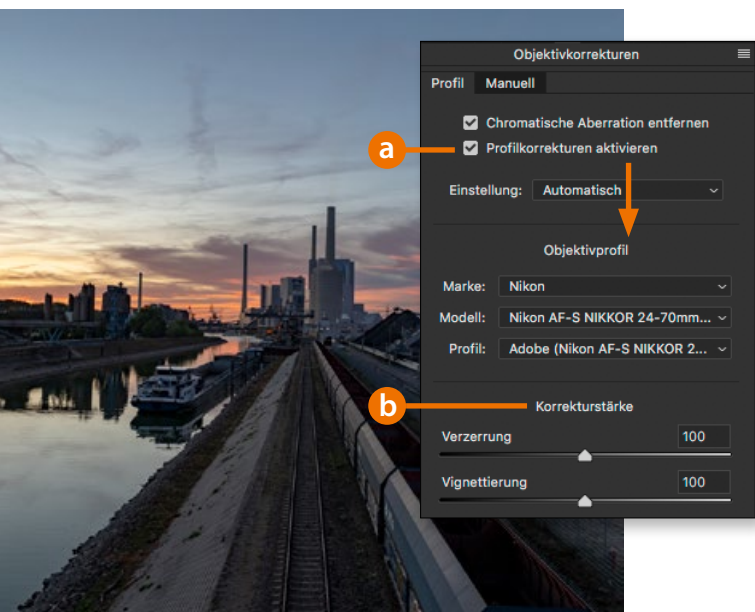 Objektivkorrekturen
Profil Manuell
Chromatische Aberration entfernen
a Profilkorrekturen aktivieren
Einstellung: Automatisch
Objektivprofil
Marke: Nikon
Modell: Nikon AF-S NIKKOR 24-70mm...
Profil: Adobe (Nikon AF-S NIKKOR 2...
b Korrekturstärke
Verzerrung 100
Vignettierung 100